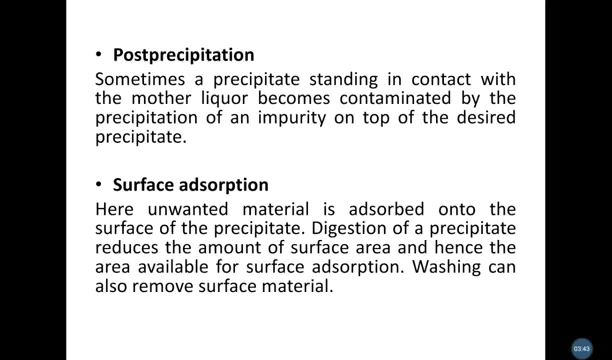 • Postprecipitation
Sometimes a precipitate standing in contact with
the mother liquor becomes contaminated by the
precipitation of an impurity on top of the desired
precipitate.
• Surface adsorption
Here unwanted material is adsorbed onto the
surface of the precipitate. Digestion of a precipitate
reduces the amount of surface area and hence the
area available for surface adsorption. Washing can
also remove surface material.
03:43